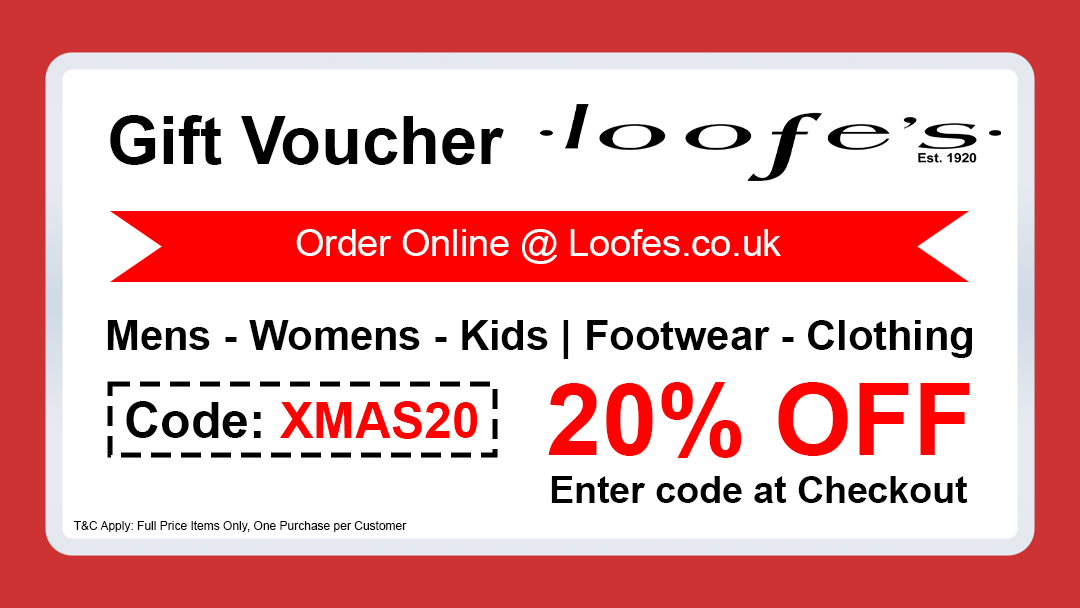 Gift Voucher
·loofe's·
Est. 1920
Order Online @ Loofes.co.uk
Mens - Womens - Kids | Footwear - Clothing
Code: XMAS20
20% OFF
Enter code at Checkout
T&C Apply: Full Price Items Only, One Purchase per Customer